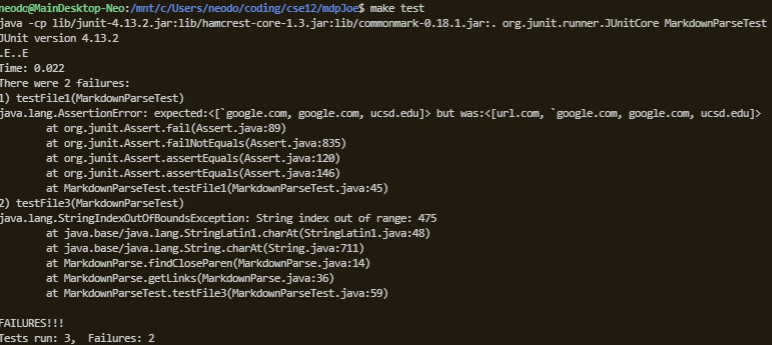 neodc@MainDesktop-Neo:/mnt/c/Users/neodo/coding/cse12/mdpJoe$ make test
java -cp lib/junit-4.13.2.jar:lib/hamcrest-core-1.3.jar:lib/commonmark-0.18.1.jar:. org.junit.runner.JUnitCore MarkdownParseTest
JUnit version 4.13.2
.E..E
Time: 0.022
There were 2 failures:
1) testFile1(MarkdownParseTest)
java.lang.AssertionError: expected:<[`google.com, google.com, ucsd.edu]> but was:<[url.com, `google.com, google.com, ucsd.edu]>
at org.junit.Assert.fail(Assert.java:89)
at org.junit.Assert.failNotEquals(Assert.java:835)
at org.junit.Assert.assertEquals(Assert.java:120)
at org.junit.Assert.assertEquals(Assert.java:146)
at MarkdownParseTest.testFile1(MarkdownParseTest.java:45)
2) testFile3(MarkdownParseTest)
java.lang.StringIndexOutOfBoundsException: String index out of range: 475
at java.base/java.lang.StringLatin1.charAt(StringLatin1.java:48)
at java.base/java.lang.String.charAt(String.java:711)
at MarkdownParse.findCloseParen(MarkdownParse.java:14)
at MarkdownParse.getLinks(MarkdownParse.java:36)
at MarkdownParseTest.testFile3(MarkdownParseTest.java:59)
FAILURES!!!
Tests run: 3,  Failures: 2